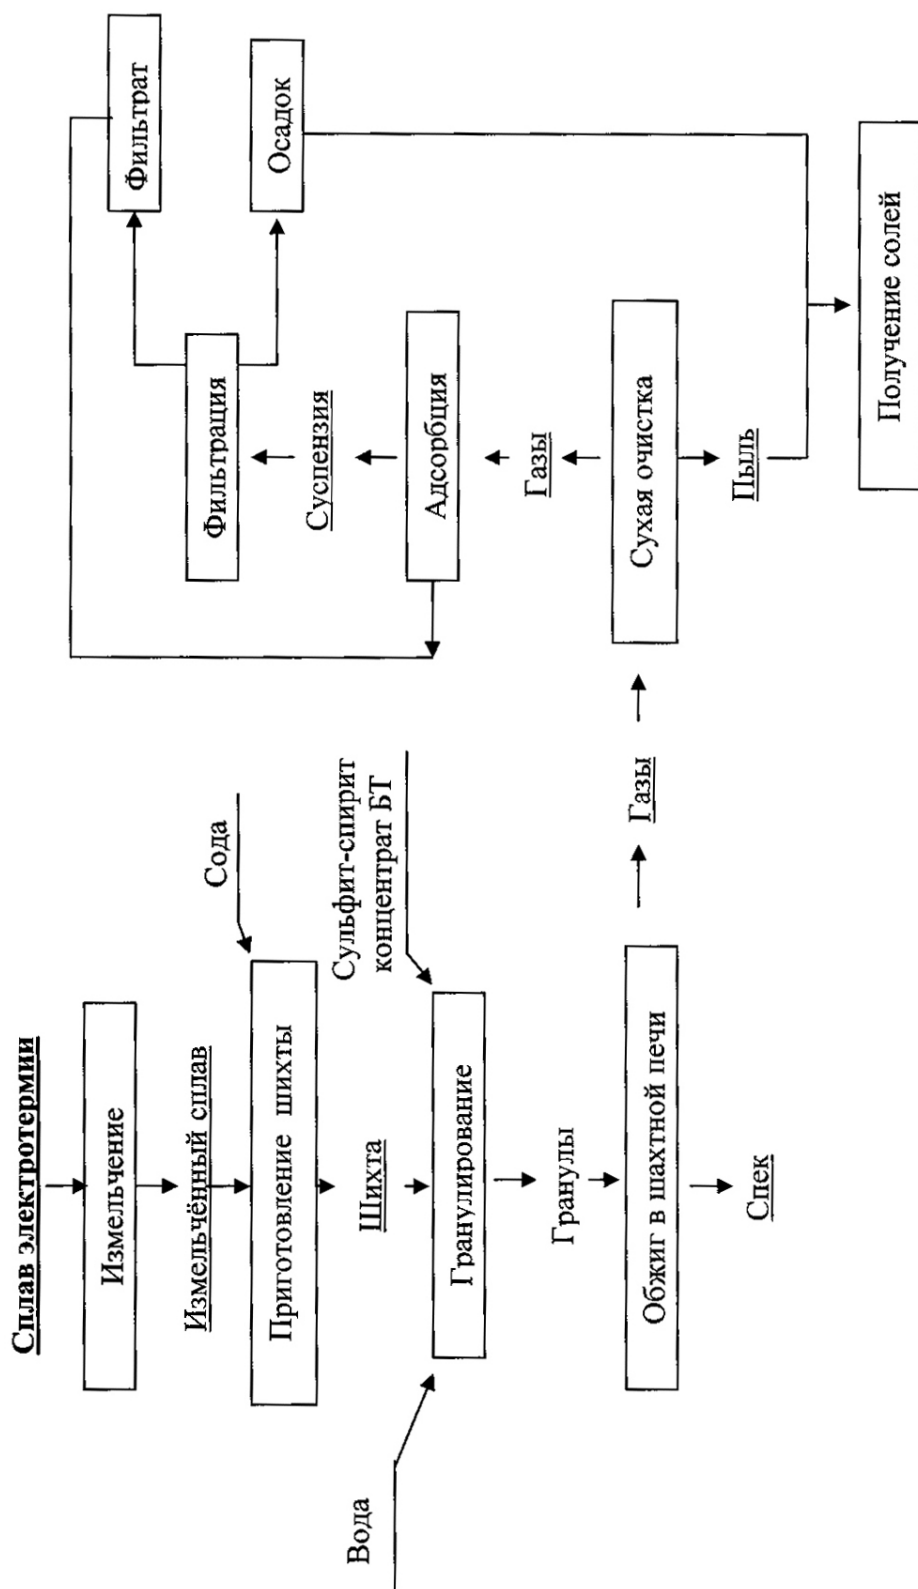 Сплав электротермии
Измельчение
Измельчённый сплав
Сода
Приготовление шихты
Шихта
Сульфит-спирит
концентрат БТ
Вода
Гранулирование
Гранулы
Обжиг в шахтной печи
Спек
Газы
Фильтрат
Фильтрация
Осадок
Суспензия
Адсорбция
Газы
Сухая очистка
Пыль
Получение солей